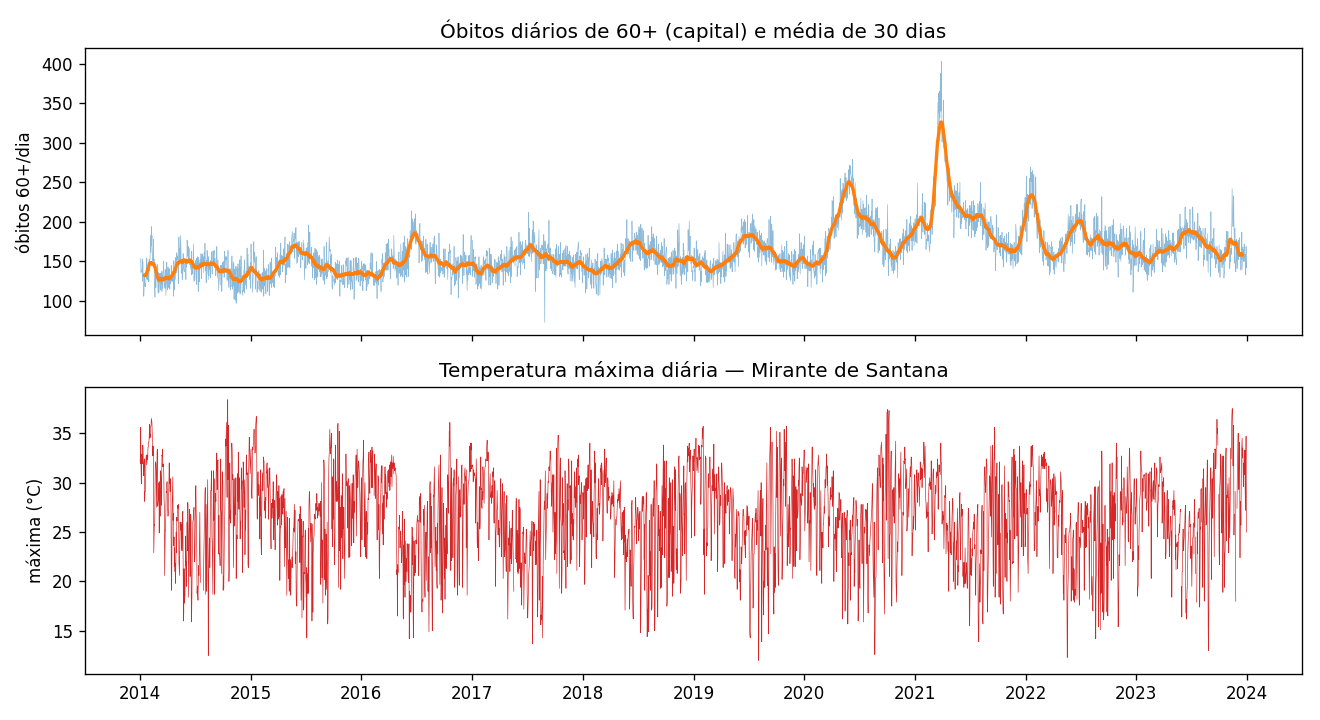 Óbitos diários de 60+ (capital) e média de 30 dias
óbitos 60+/dia
400
350
300
250
200
150
100
Temperatura máxima diária — Mirante de Santana
máxima (°C)
35
30
25
20
15
2014 2015 2016 2017 2018 2019 2020 2021 2022 2023 2024